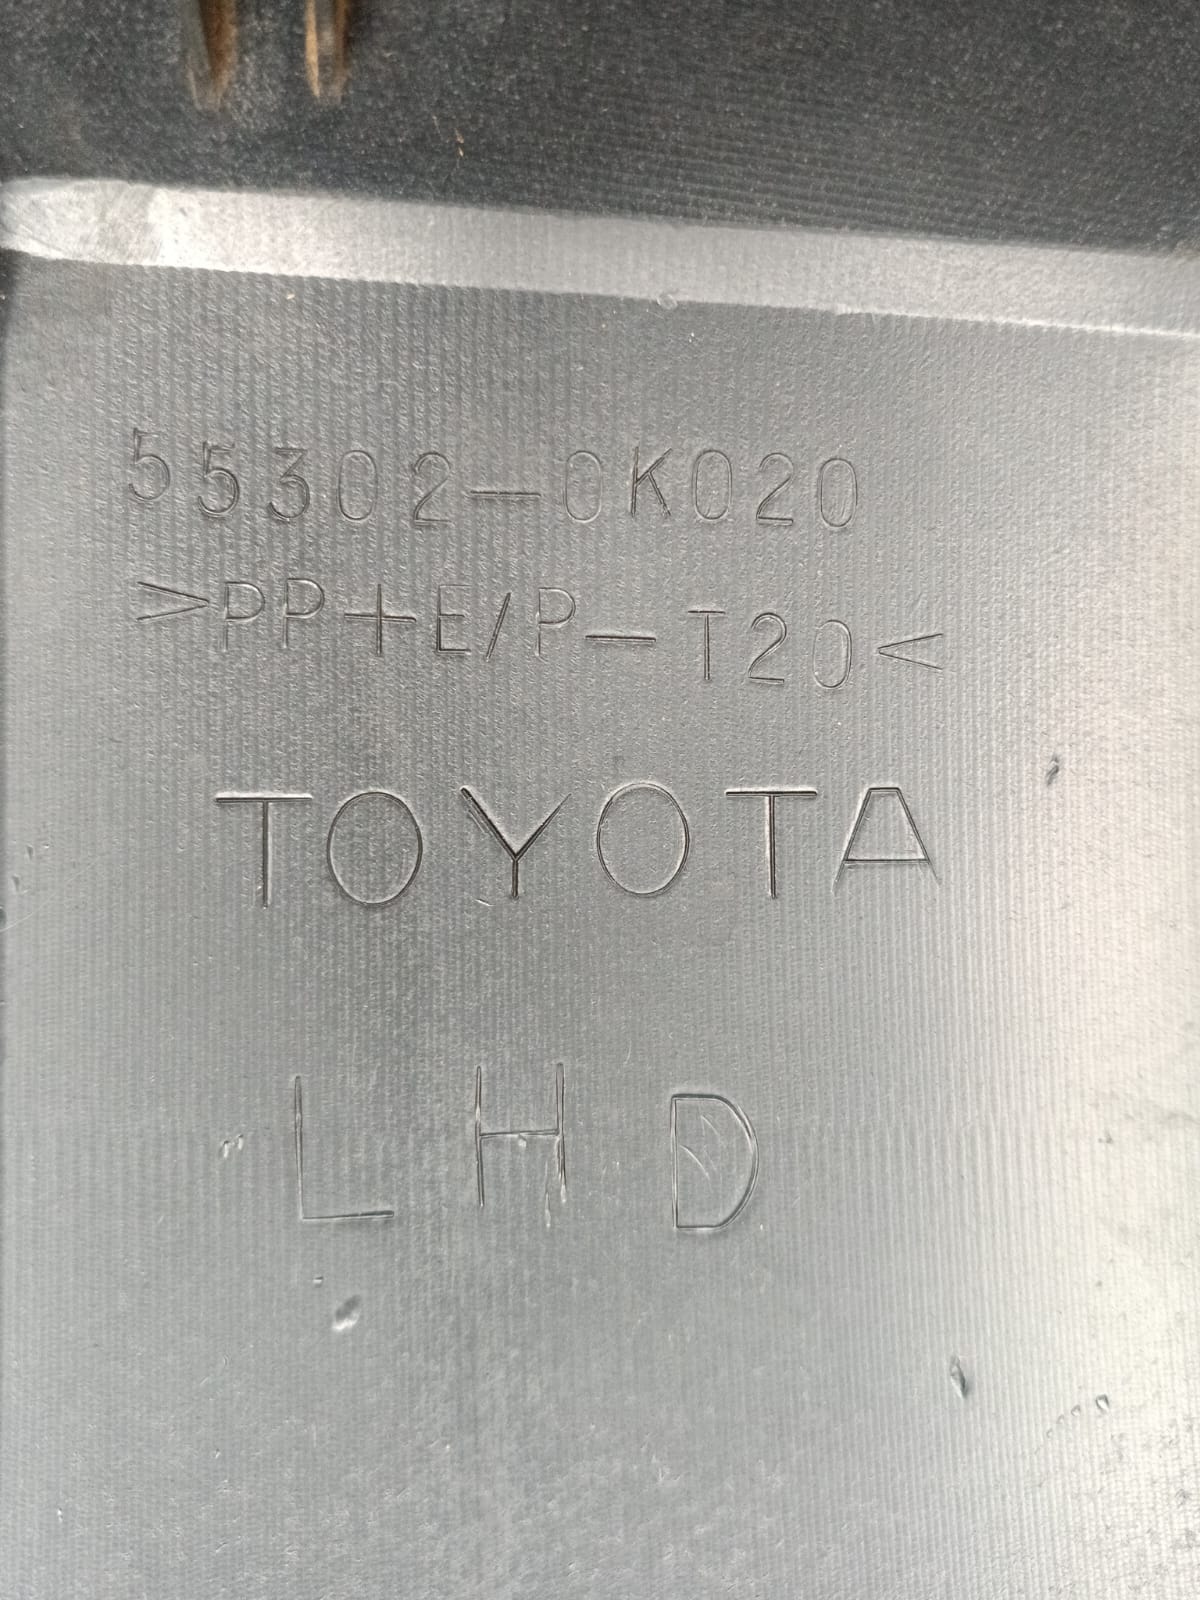 55302-0K020
>PP+E/P-T20<
TOYOTA
LHD